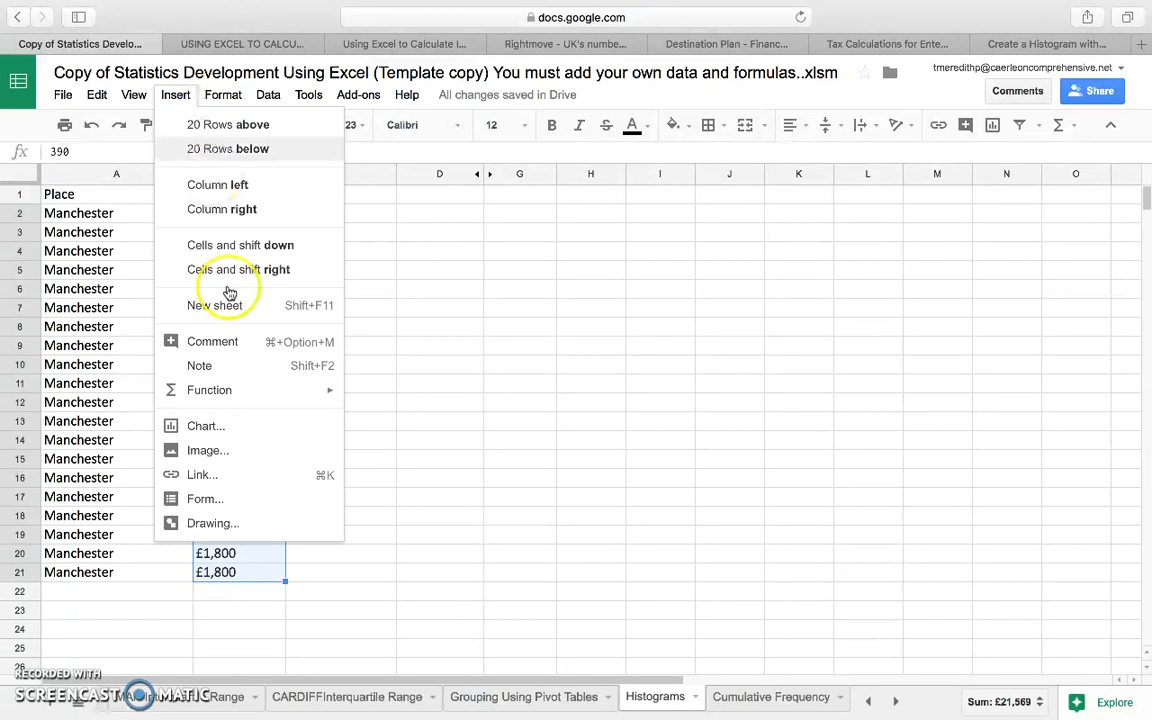 docs.google.com
Copy of Statistics Develo...
USING EXCEL TO CALCU...
Using Excel to Calculate I...
Rightmove - UK's numbe...
Destination Plan - Financ...
Tax Calculations for Ente...
Create a Histogram with...
Copy of Statistics Development Using Excel (Template copy) You must add your own data and formulas..xlsm
tmeredithp@caerleoncomprehensive.net
File Edit View Insert Format Data Tools Add-ons Help All changes saved in Drive
Comments
Share
23 Calibri 12
fx 390
A D G H I J K L M N O
1 Place
2 Manchester
3 Manchester
4 Manchester
5 Manchester
6 Manchester
7 Manchester
8 Manchester
9 Manchester
10 Manchester
11 Manchester
12 Manchester
13 Manchester
14 Manchester
15 Manchester
16 Manchester
17 Manchester
18 Manchester
19 Manchester
20 Manchester £1,800
21 Manchester £1,800
22
23
24
25
26
20 Rows above
20 Rows below
Column left
Column right
Cells and shift down
Cells and shift right
New sheet Shift+F11
Comment ⌘+Option+M
Note Shift+F2
Function
Chart...
Image...
Link... ⌘K
Form...
Drawing...
RECORDED WITH
SCREENCAST MATIC
Range
CARDIFFInterquartile Range
Grouping Using Pivot Tables
Histograms
Cumulative Frequency
Sum: £21,569
Explore